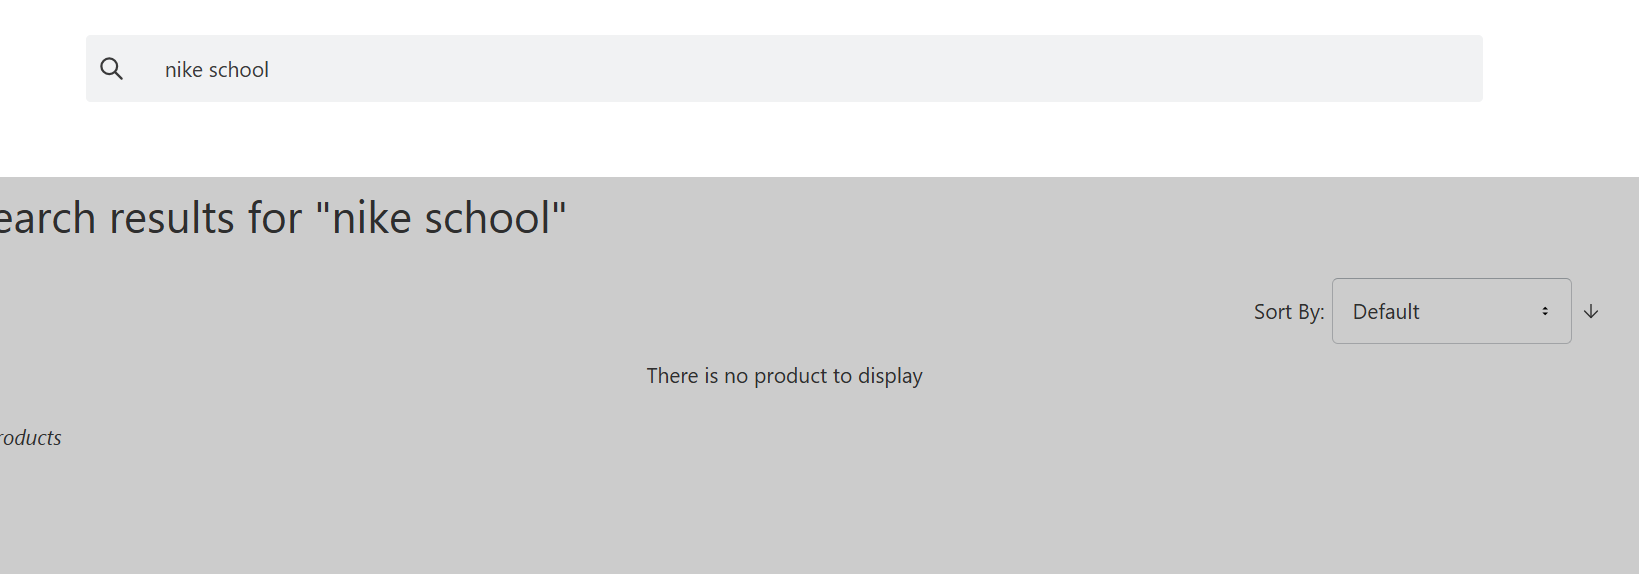 nike school
earch results for "nike school"
Sort By: Default
There is no product to display
roducts